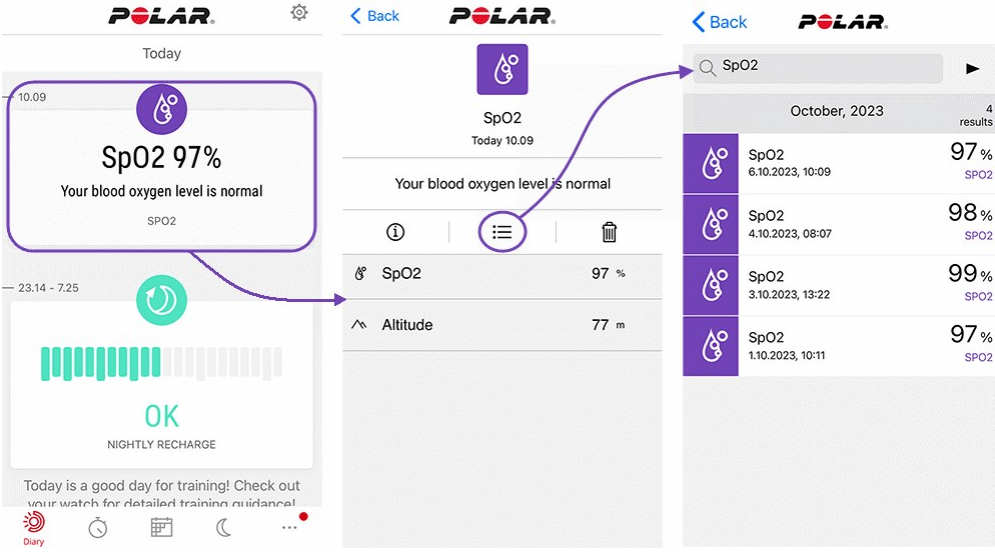 POLAR.
Today
10.09
SpO2 97%
Your blood oxygen level is normal
SPO2
23.14 - 7.25
OK
NIGHTLY RECHARGE
Today is a good day for training! Check out
your watch for detailed training guidance!
Diary
Back
POLAR.
SpO2
Today 10.09
Your blood oxygen level is normal
SpO2 97 %
Altitude 77 m
Back
POLAR.
SpO2
October, 2023 4
results
SpO2 97 %
6.10.2023, 10:09 SPO2
SpO2 98 %
4.10.2023, 08:07 SPO2
SpO2 99 %
3.10.2023, 13:22 SPO2
SpO2 97 %
1.10.2023, 10:11 SPO2